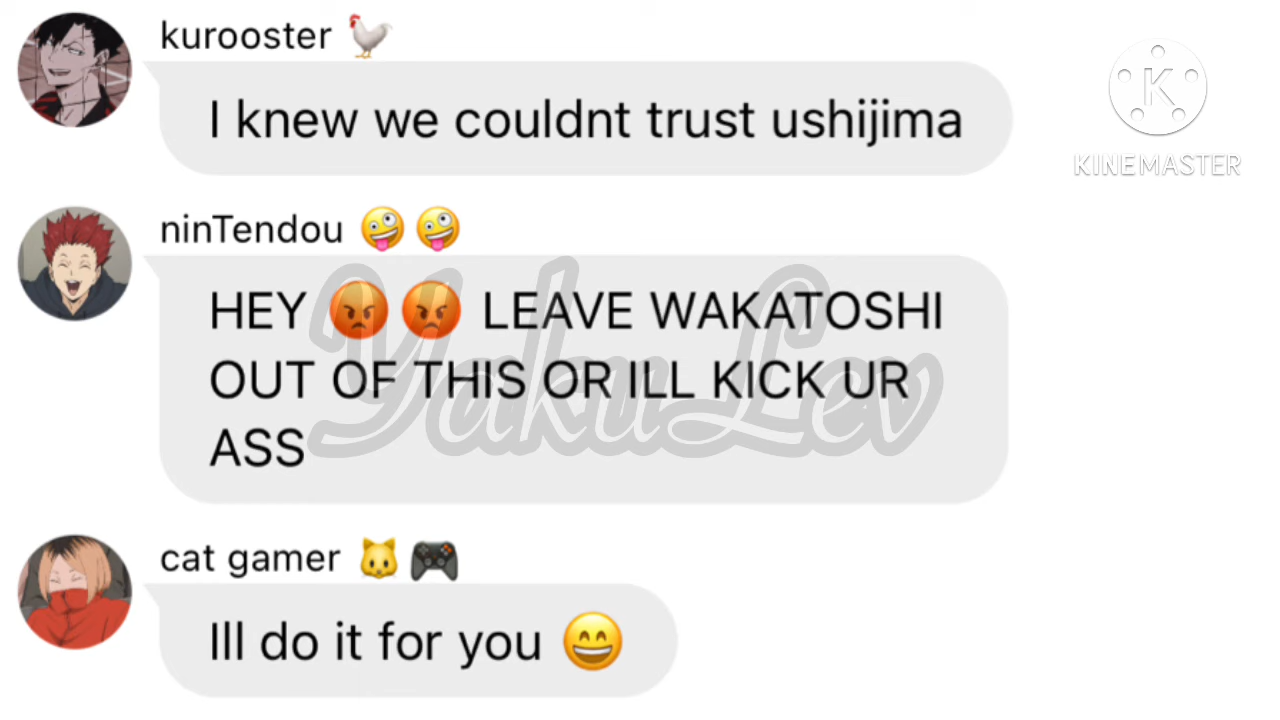 kurooster 🐓
I knew we couldnt trust ushijima
K
KINEMASTER
ninTendou 🤪 🤪
HEY 😡 😡 LEAVE WAKATOSHI
OUT OF THIS OR ILL KICK UR
ASS
YakuLev
cat gamer 🐱 🎮
Ill do it for you 😄